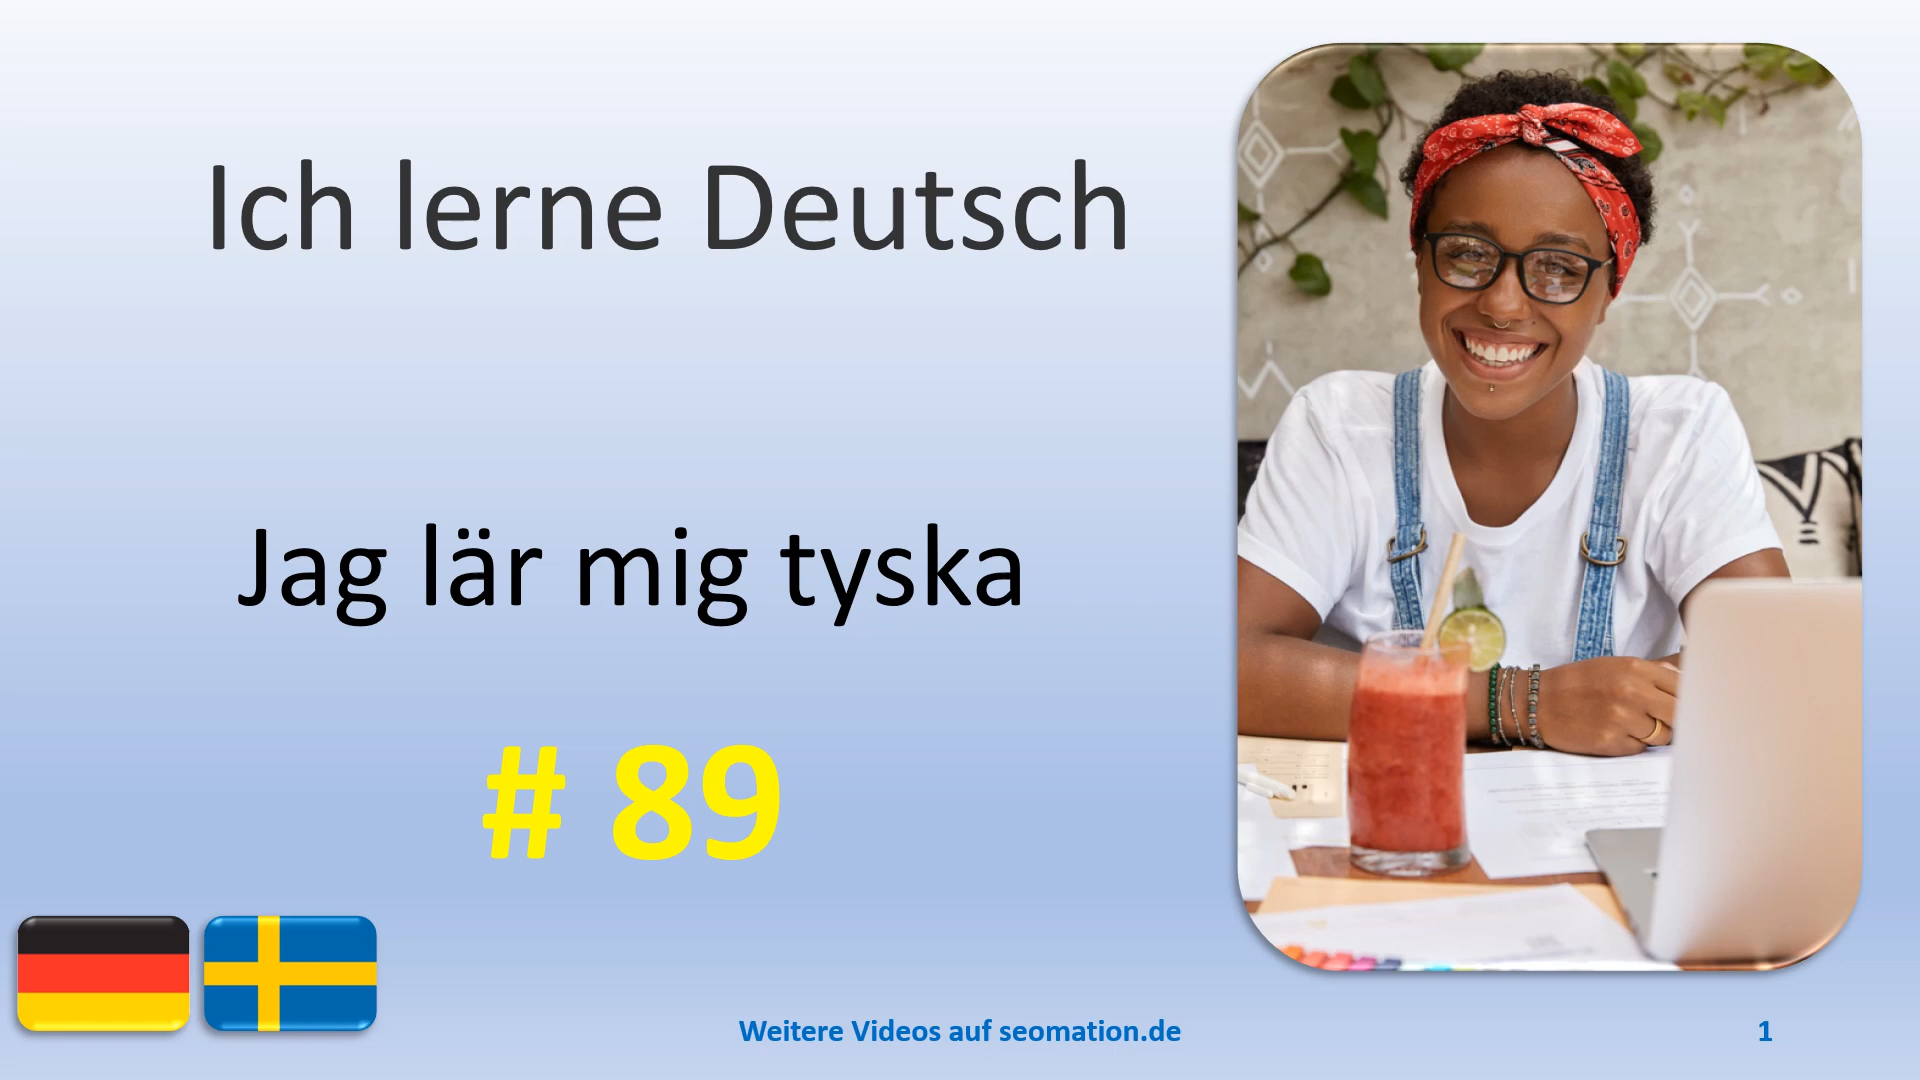 Ich lerne Deutsch
Jag lär mig tyska
# 89
Weitere Videos auf seomation.de
1